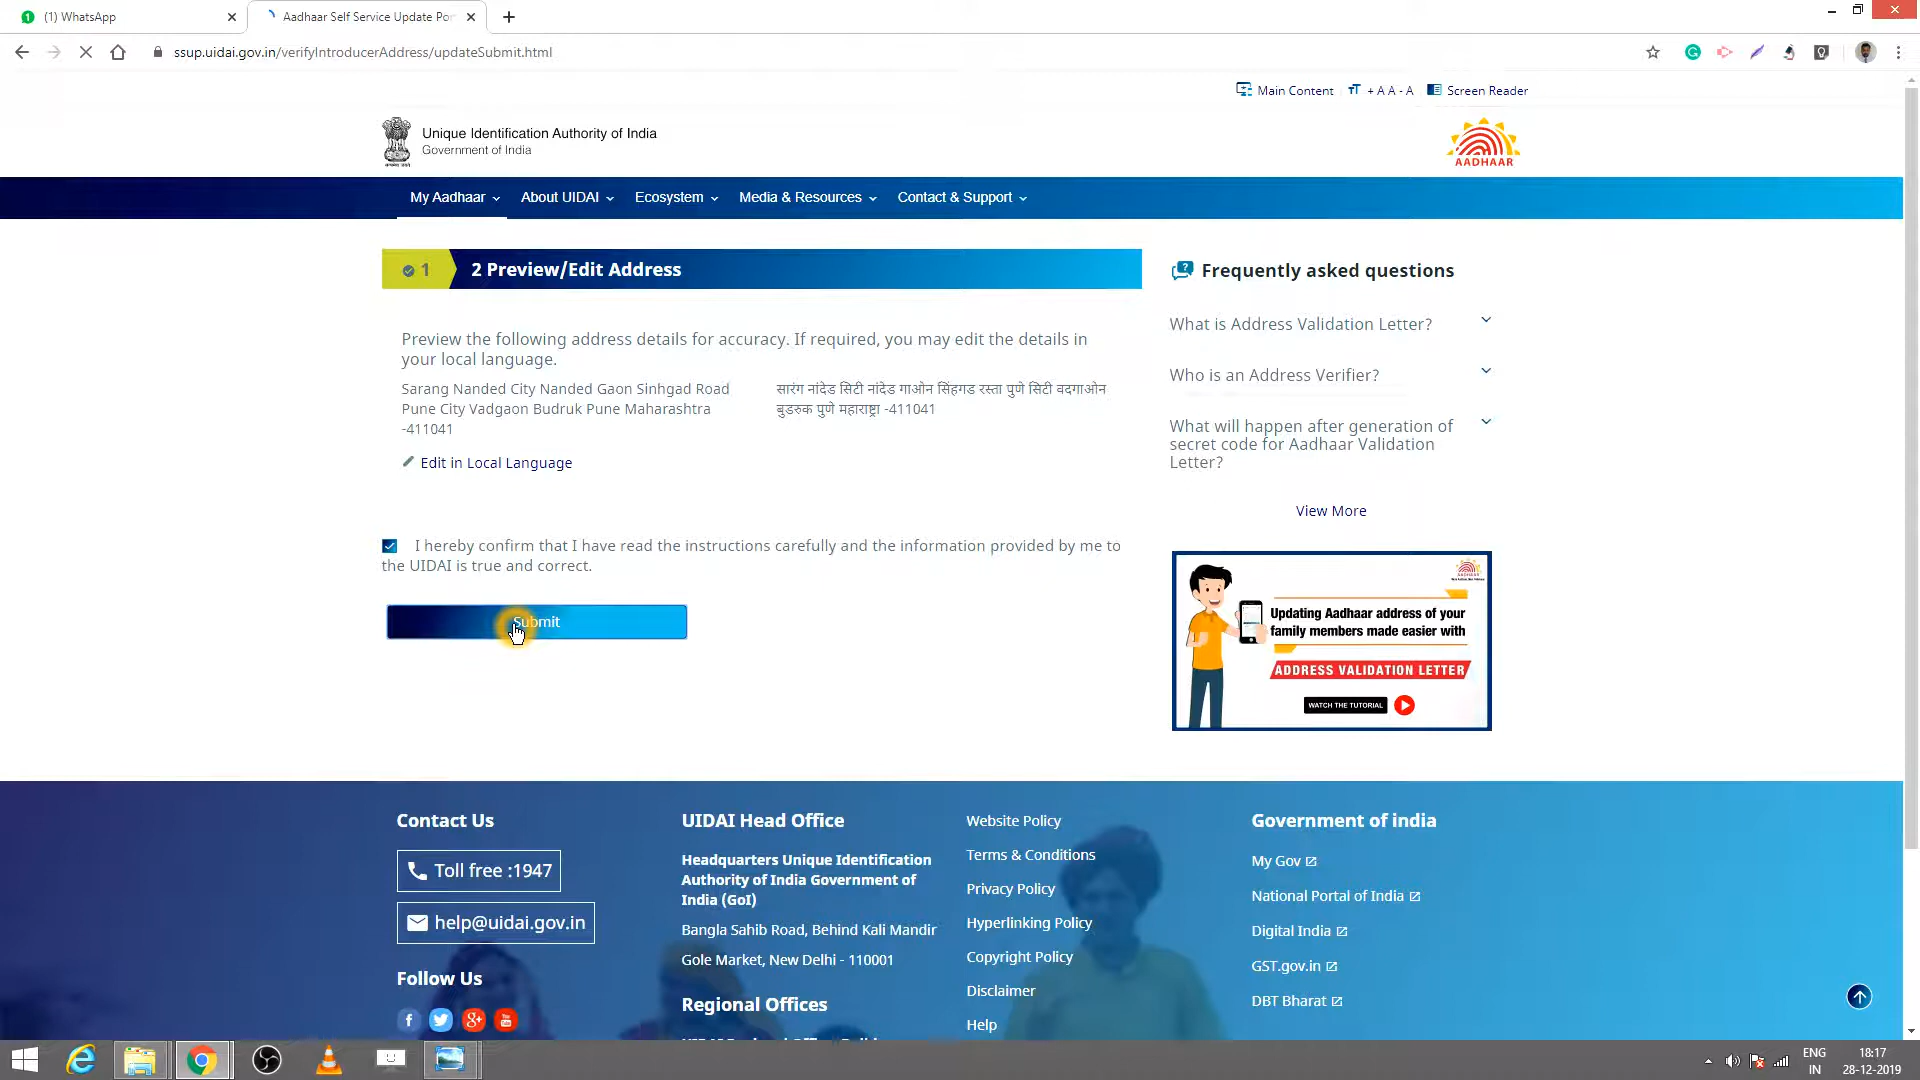 (1) WhatsApp
Aadhaar Self Service Update Por
ssup.uidai.gov.in/verifyIntroducerAddress/updateSubmit.html
Main Content + A A - A Screen Reader
Unique Identification Authority of India
Government of India
AADHAAR
My Aadhaar About UIDAI Ecosystem Media & Resources Contact & Support
1 2 Preview/Edit Address
Preview the following address details for accuracy. If required, you may edit the details in
your local language.
Sarang Nanded City Nanded Gaon Sinhgad Road
Pune City Vadgaon Budruk Pune Maharashtra
-411041
सारंग नांदेड सिटी नांदेड गाओन सिंहगड रस्ता पुणे सिटी वदगाओन
बुडरुक पुणे महाराष्ट्रा -411041
Edit in Local Language
I hereby confirm that I have read the instructions carefully and the information provided by me to
the UIDAI is true and correct.
Submit
Frequently asked questions
What is Address Validation Letter?
Who is an Address Verifier?
What will happen after generation of
secret code for Aadhaar Validation
Letter?
View More
Updating Aadhaar address of your
family members made easier with
ADDRESS VALIDATION LETTER
WATCH THE TUTORIAL
Contact Us
Toll free :1947
help@uidai.gov.in
Follow Us
UIDAI Head Office
Headquarters Unique Identification
Authority of India Government of
India (GoI)
Bangla Sahib Road, Behind Kali Mandir
Gole Market, New Delhi - 110001
Regional Offices
Website Policy
Terms & Conditions
Privacy Policy
Hyperlinking Policy
Copyright Policy
Disclaimer
Help
Government of india
My Gov
National Portal of India
Digital India
GST.gov.in
DBT Bharat
ENG
IN
18:17
28-12-2019